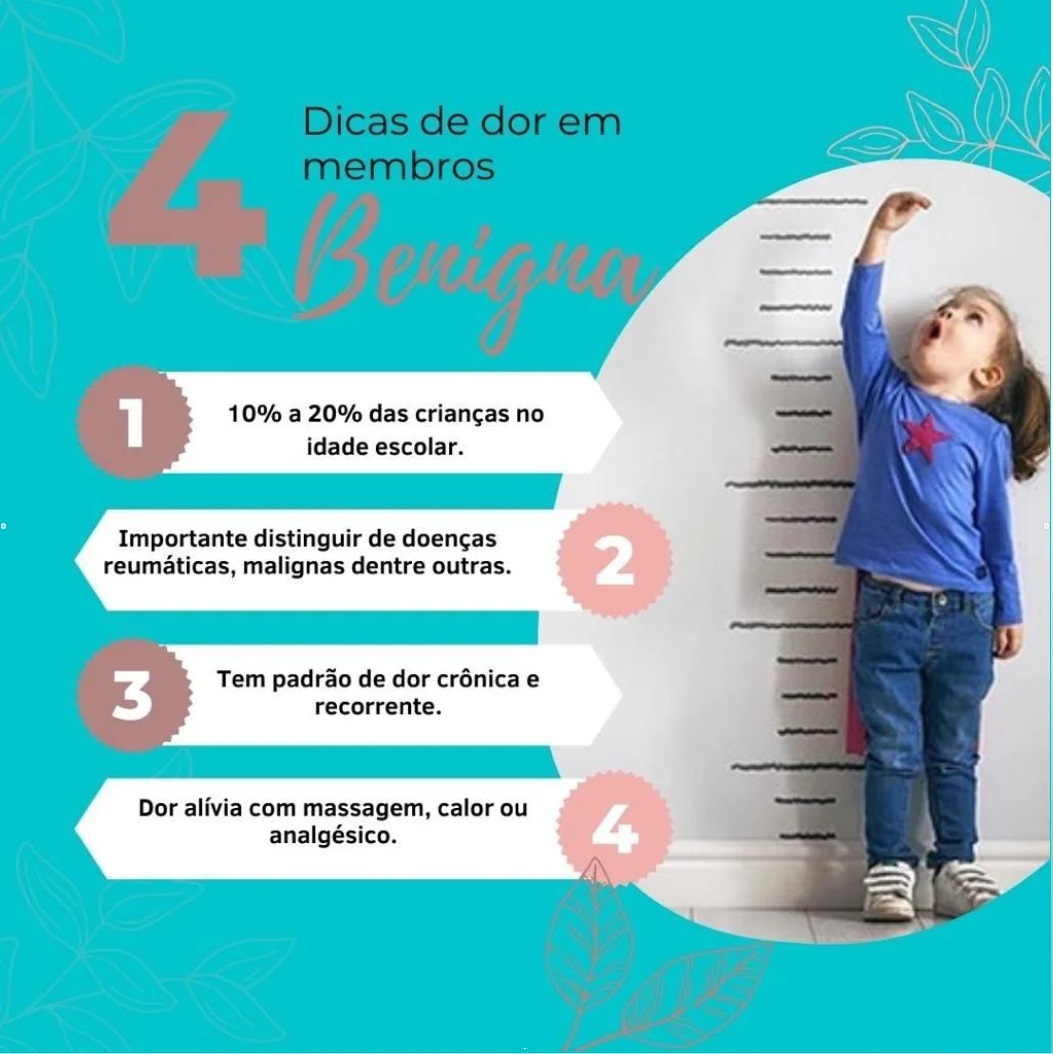 4
Dicas de dor em
membros
Benigna
1
10% a 20% das crianças no
idade escolar.
Importante distinguir de doenças
reumáticas, malignas dentre outras.
2
3
Tem padrão de dor crônica e
recorrente.
Dor alívia com massagem, calor ou
analgésico.
4